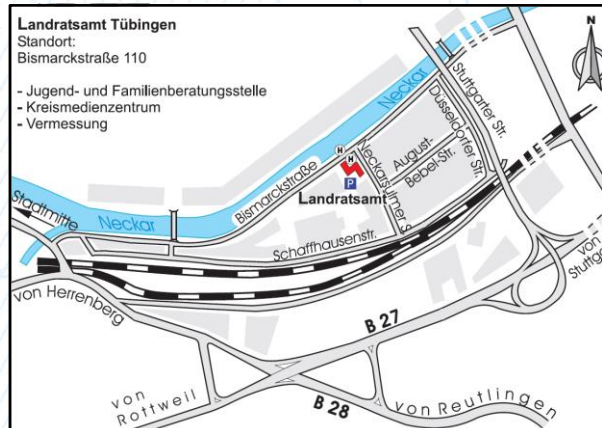 Landratsamt Tübingen
Standort:
Bismarckstraße 110
- Jugend- und Familienberatungsstelle
- Kreismedienzentrum
- Vermessung
N
Neckar
Stuttgarter Str.
Düsseldorfer Str.
H
H
Neckarsulmer S
August-
Bebel-Str.
Bismarckstraße
P
Landratsamt
Stadtmitte
Neckar
Schaffhausenstr.
von Herrenberg
von
Stuttg
B 27
von
Rottweil
B 28
von Reutlingen